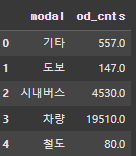 modal od_cnts
0 기타 557.0
1 도보 147.0
2 시내버스 4530.0
3 차량 19510.0
4 철도 80.0